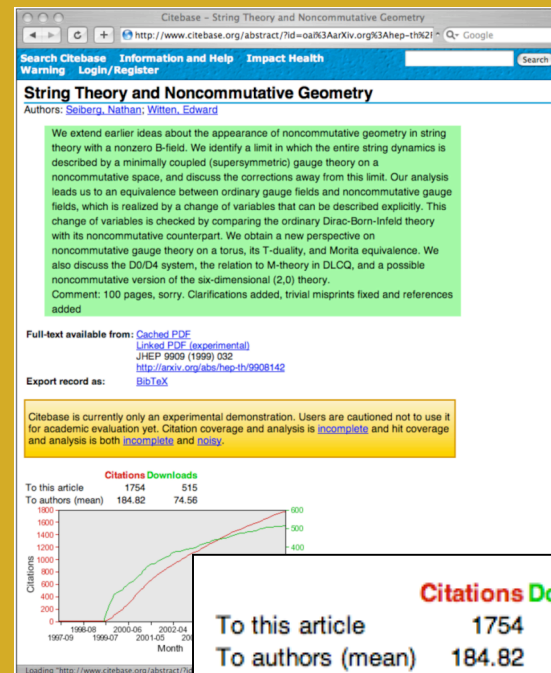 Citebase – String Theory and Noncommutative Geometry
http://www.citebase.org/abstract/?id=oai%3AarXiv.org%3Ahep-th%2F
Google
Search Citebase Information and Help Impact Health
Warning Login/Register
Search
String Theory and Noncommutative Geometry
Authors: Seiberg, Nathan; Witten, Edward
We extend earlier ideas about the appearance of noncommutative geometry in string
theory with a nonzero B-field. We identify a limit in which the entire string dynamics is
described by a minimally coupled (supersymmetric) gauge theory on a
noncommutative space, and discuss the corrections away from this limit. Our analysis
leads us to an equivalence between ordinary gauge fields and noncommutative gauge
fields, which is realized by a change of variables that can be described explicitly. This
change of variables is checked by comparing the ordinary Dirac-Born-Infeld theory
with its noncommutative counterpart. We obtain a new perspective on
noncommutative gauge theory on a torus, its T-duality, and Morita equivalence. We
also discuss the D0/D4 system, the relation to M-theory in DLCQ, and a possible
noncommutative version of the six-dimensional (2,0) theory.
Comment: 100 pages, sorry. Clarifications added, trivial misprints fixed and references
added
Full-text available from: Cached PDF
Linked PDF (experimental)
JHEP 9909 (1999) 032
http://arxiv.org/abs/hep-th/9908142
Export record as: BibTeX
Citebase is currently only an experimental demonstration. Users are cautioned not to use it
for academic evaluation yet. Citation coverage and analysis is incomplete and hit coverage
and analysis is both incomplete and noisy.
Citations Downloads
To this article 1754 515
To authors (mean) 184.82 74.56
1800 600
1600
1400 500
1200
1000 400
800
600
400
200
0
Citations
1998-08 2000-06 2002-04
1997-09 1999-07 2001-05 20
Month
Loading "http://www.citebase.org/abstract/?id
Citations Do
To this article 1754
To authors (mean) 184.82